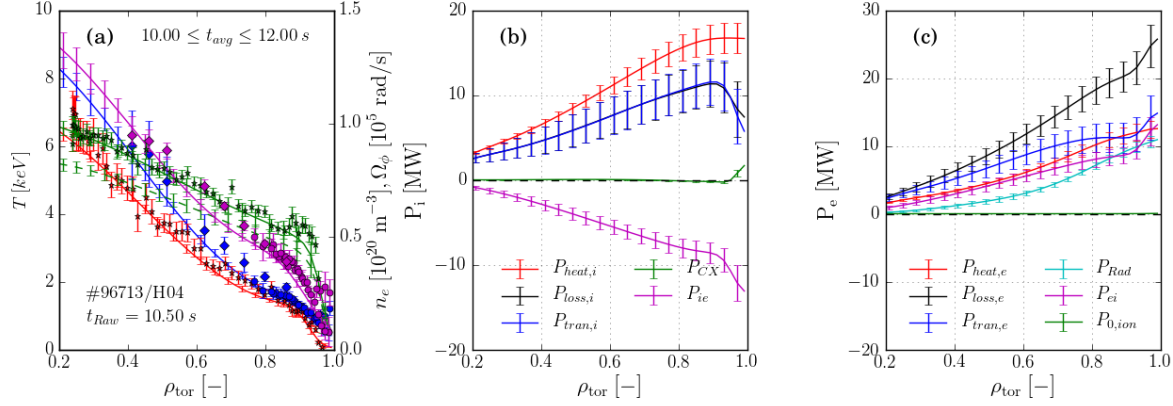 (a)
10.00 ≤ t_avg ≤ 12.00 s
#96713/H04
t_Raw = 10.50 s
T [keV]
0 2 4 6 8 10
n_e [10^20 m^−3], Ω_ϕ [10^5 rad/s]
0.0 0.5 1.0 1.5
0.2 0.4 0.6 0.8 1.0
ρ_tor [−]
(b)
P_i [MW]
20
10
0
−10
−20
P_heat,i
P_loss,i
P_tran,i
P_CX
P_ie
0.2 0.4 0.6 0.8 1.0
ρ_tor [−]
(c)
P_e [MW]
30
20
10
0
−10
−20
P_heat,e
P_loss,e
P_tran,e
P_Rad
P_ei
P_0,ion
0.2 0.4 0.6 0.8 1.0
ρ_tor [−]